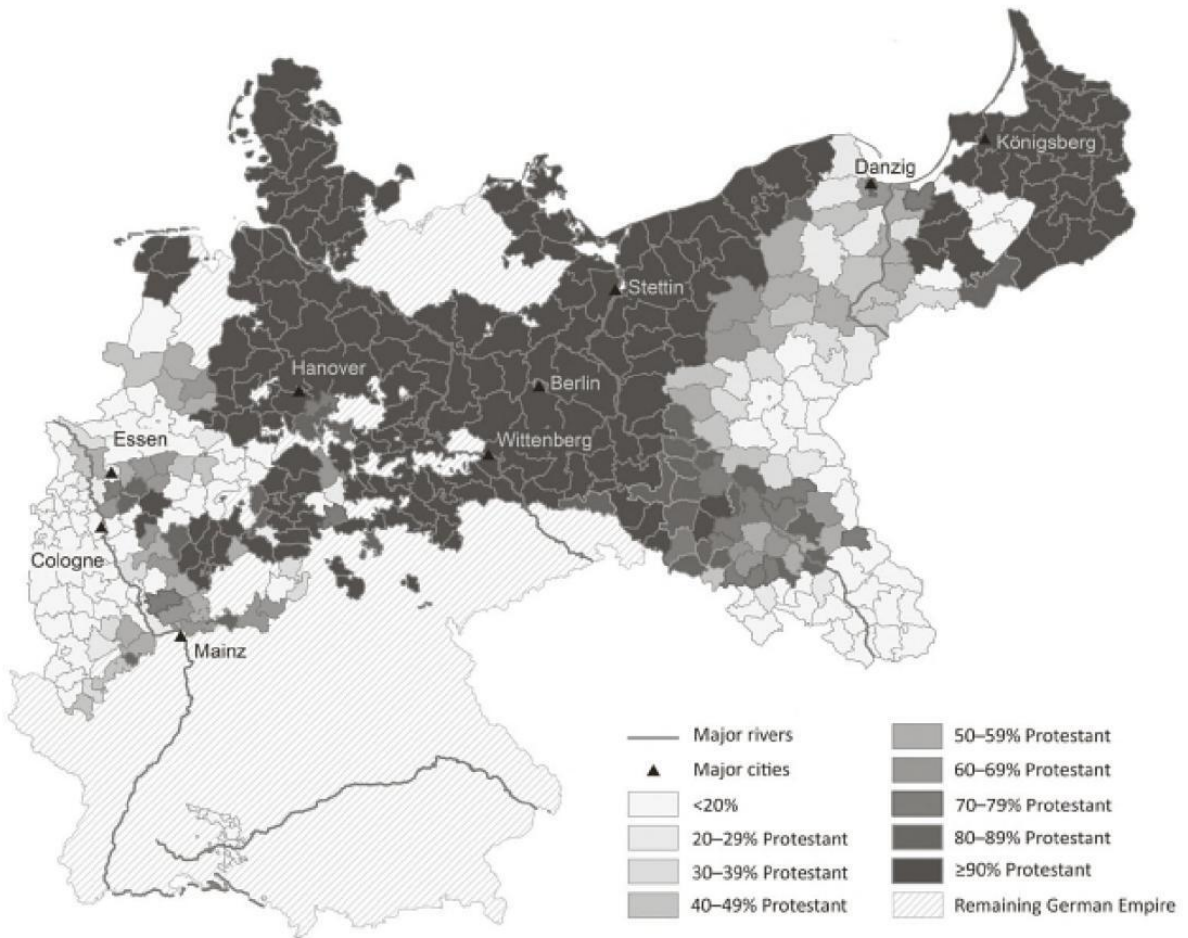 Königsberg
Danzig
Stettin
Hanover
Berlin
Essen
Wittenberg
Cologne
Mainz
Major rivers
Major cities
<20%
20–29% Protestant
30–39% Protestant
40–49% Protestant
50–59% Protestant
60–69% Protestant
70–79% Protestant
80–89% Protestant
≥90% Protestant
Remaining German Empire